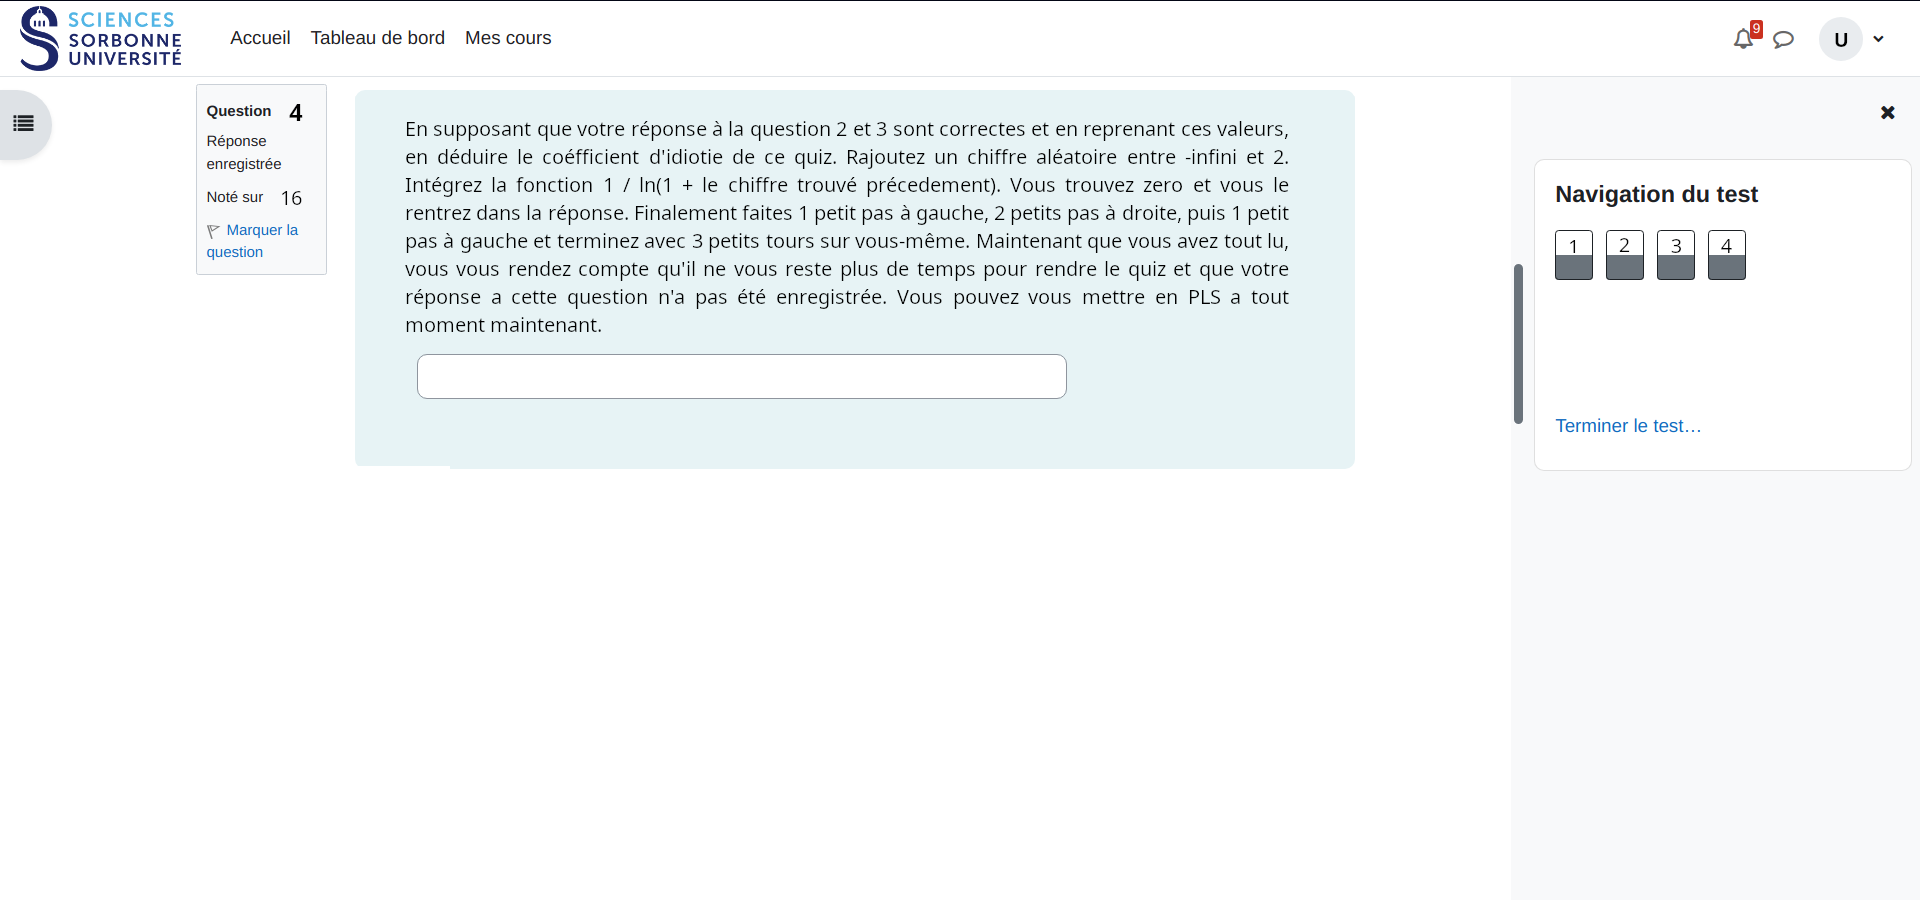 SCIENCES
SORBONNE
UNIVERSITÉ
Accueil Tableau de bord Mes cours
9
U
Question 4
Réponse
enregistrée
Noté sur 16
Marquer la
question
En supposant que votre réponse à la question 2 et 3 sont correctes et en reprenant ces valeurs,
en déduire le coéfficient d'idiotie de ce quiz. Rajoutez un chiffre aléatoire entre -infini et 2.
Intégrez la fonction 1 / ln(1 + le chiffre trouvé précedement). Vous trouvez zero et vous le
rentrez dans la réponse. Finalement faites 1 petit pas à gauche, 2 petits pas à droite, puis 1 petit
pas à gauche et terminez avec 3 petits tours sur vous-même. Maintenant que vous avez tout lu,
vous vous rendez compte qu'il ne vous reste plus de temps pour rendre le quiz et que votre
réponse a cette question n'a pas été enregistrée. Vous pouvez vous mettre en PLS a tout
moment maintenant.
Navigation du test
1 2 3 4
Terminer le test…